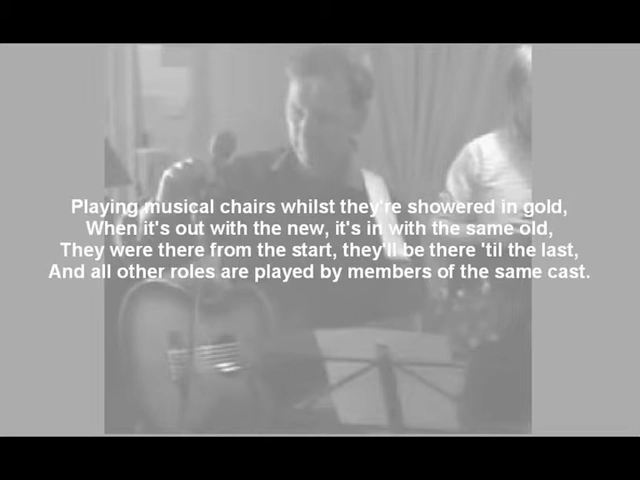 Playing musical chairs whilst they're showered in gold,
When it's out with the new, it's in with the same old,
They were there from the start, they'll be there 'til the last,
And all other roles are played by members of the same cast.